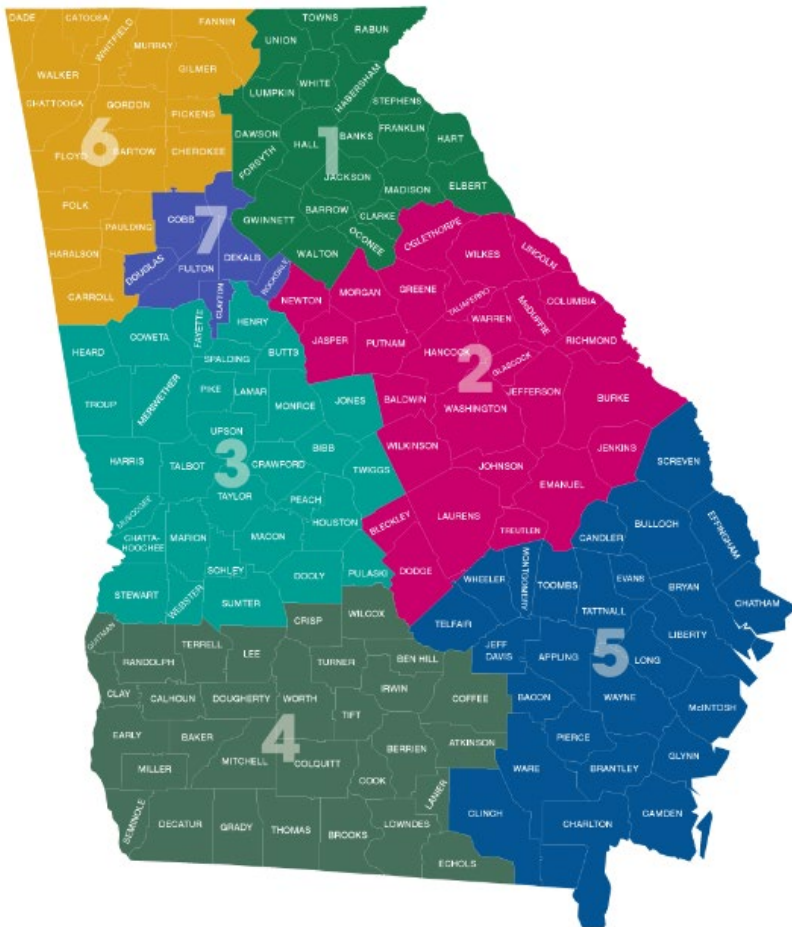 DADE
CATOOSA
WHITFIELD
MURRAY
FANNIN
WALKER
GILMER
CHATTOOGA
GORDON
PICKENS
6
FLOYD
BARTOW
CHEROKEE
POLK
PAULDING
HARALSON
CARROLL
TOWNS
RABUN
UNION
WHITE
HABERSHAM
LUMPKIN
STEPHENS
DAWSON
HALL
1
BANKS
FRANKLIN
HART
FORSYTH
JACKSON
MADISON
ELBERT
GWINNETT
BARROW
CLARKE
OCONEE
WALTON
COBB
7
DOUGLAS
FULTON
DEKALB
ROCKDALE
CLAYTON
OGLETHORPE
WILKES
LINCOLN
NEWTON
MORGAN
GREENE
TALIAFERRO
McDUFFIE
COLUMBIA
WARREN
JASPER
PUTNAM
HANCOCK
2
GLASCOCK
RICHMOND
JEFFERSON
BALDWIN
WASHINGTON
BURKE
WILKINSON
JENKINS
JOHNSON
EMANUEL
BLECKLEY
LAURENS
TREUTLEN
DODGE
HEARD
COWETA
FAYETTE
HENRY
SPALDING
BUTTS
TROUP
MERIWETHER
PIKE
LAMAR
MONROE
JONES
UPSON
HARRIS
TALBOT
3
CRAWFORD
BIBB
TWIGGS
MUSCOGEE
TAYLOR
PEACH
HOUSTON
CHATTA-
HOOCHEE
MARION
MACON
SCHLEY
STEWART
WEBSTER
SUMTER
DOOLY
PULASKI
QUITMAN
TERRELL
CRISP
WILCOX
RANDOLPH
LEE
TURNER
BEN HILL
CLAY
CALHOUN
DOUGHERTY
WORTH
IRWIN
COFFEE
TIFT
EARLY
BAKER
4
MITCHELL
COLQUITT
BERRIEN
ATKINSON
MILLER
COOK
LANIER
SEMINOLE
DECATUR
GRADY
THOMAS
BROOKS
LOWNDES
ECHOLS
SCREVEN
BULLOCH
EFFINGHAM
CANDLER
WHEELER
MONTGOMERY
TOOMBS
EVANS
BRYAN
CHATHAM
TATTNALL
TELFAIR
LIBERTY
JEFF
DAVIS
APPLING
5
LONG
BACON
WAYNE
McINTOSH
PIERCE
GLYNN
WARE
BRANTLEY
CLINCH
CHARLTON
CAMDEN